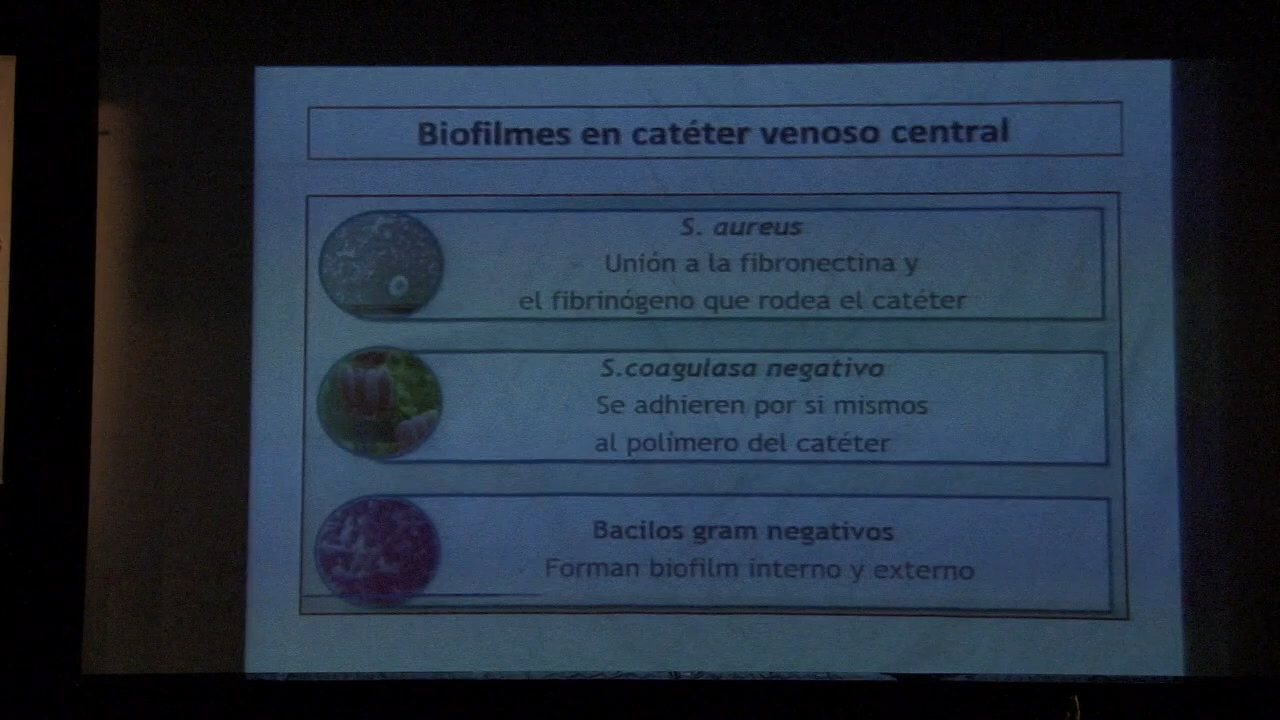 Biofilmes en catéter venoso central
S. aureus
Unión a la fibronectina y
el fibrinógeno que rodea el catéter
S.coagulasa negativo
Se adhieren por si mismos
al polímero del catéter
Bacilos gram negativos
Forman biofilm interno y externo